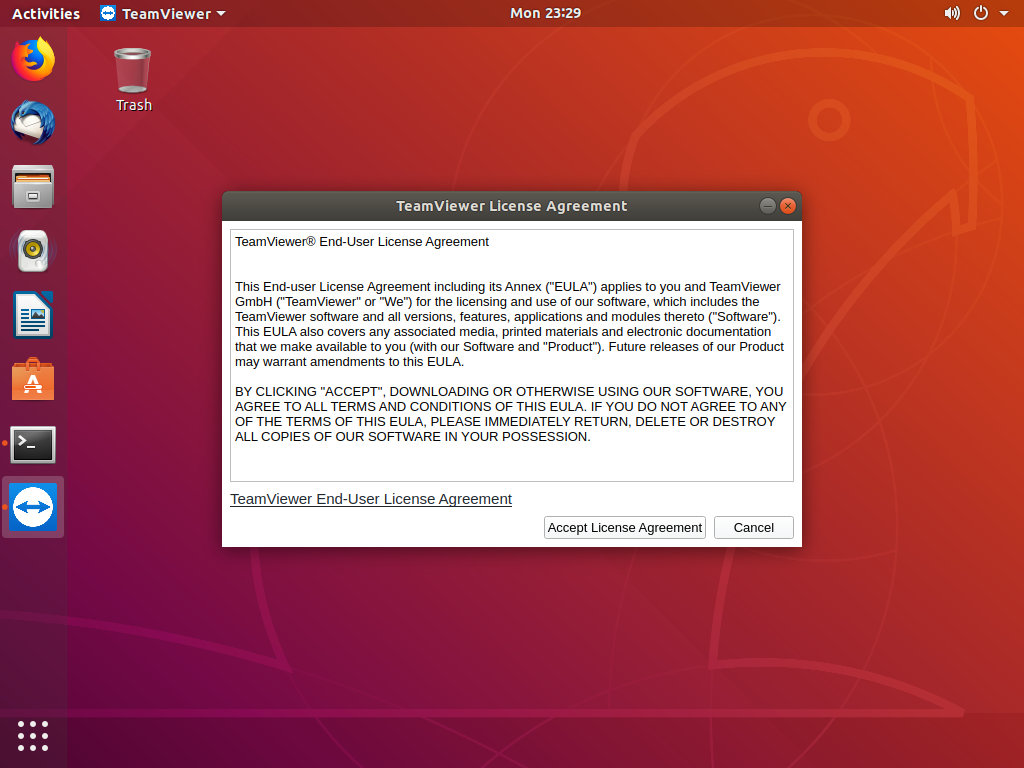 Activities
TeamViewer
Mon 23:29
Trash
TeamViewer License Agreement
TeamViewer® End-User License Agreement
This End-user License Agreement including its Annex ("EULA") applies to you and TeamViewer
GmbH ("TeamViewer" or "We") for the licensing and use of our software, which includes the
TeamViewer software and all versions, features, applications and modules thereto ("Software").
This EULA also covers any associated media, printed materials and electronic documentation
that we make available to you (with our Software and "Product"). Future releases of our Product
may warrant amendments to this EULA.
BY CLICKING "ACCEPT", DOWNLOADING OR OTHERWISE USING OUR SOFTWARE, YOU
AGREE TO ALL TERMS AND CONDITIONS OF THIS EULA. IF YOU DO NOT AGREE TO ANY
OF THE TERMS OF THIS EULA, PLEASE IMMEDIATELY RETURN, DELETE OR DESTROY
ALL COPIES OF OUR SOFTWARE IN YOUR POSSESSION.
TeamViewer End-User License Agreement
Accept License Agreement
Cancel